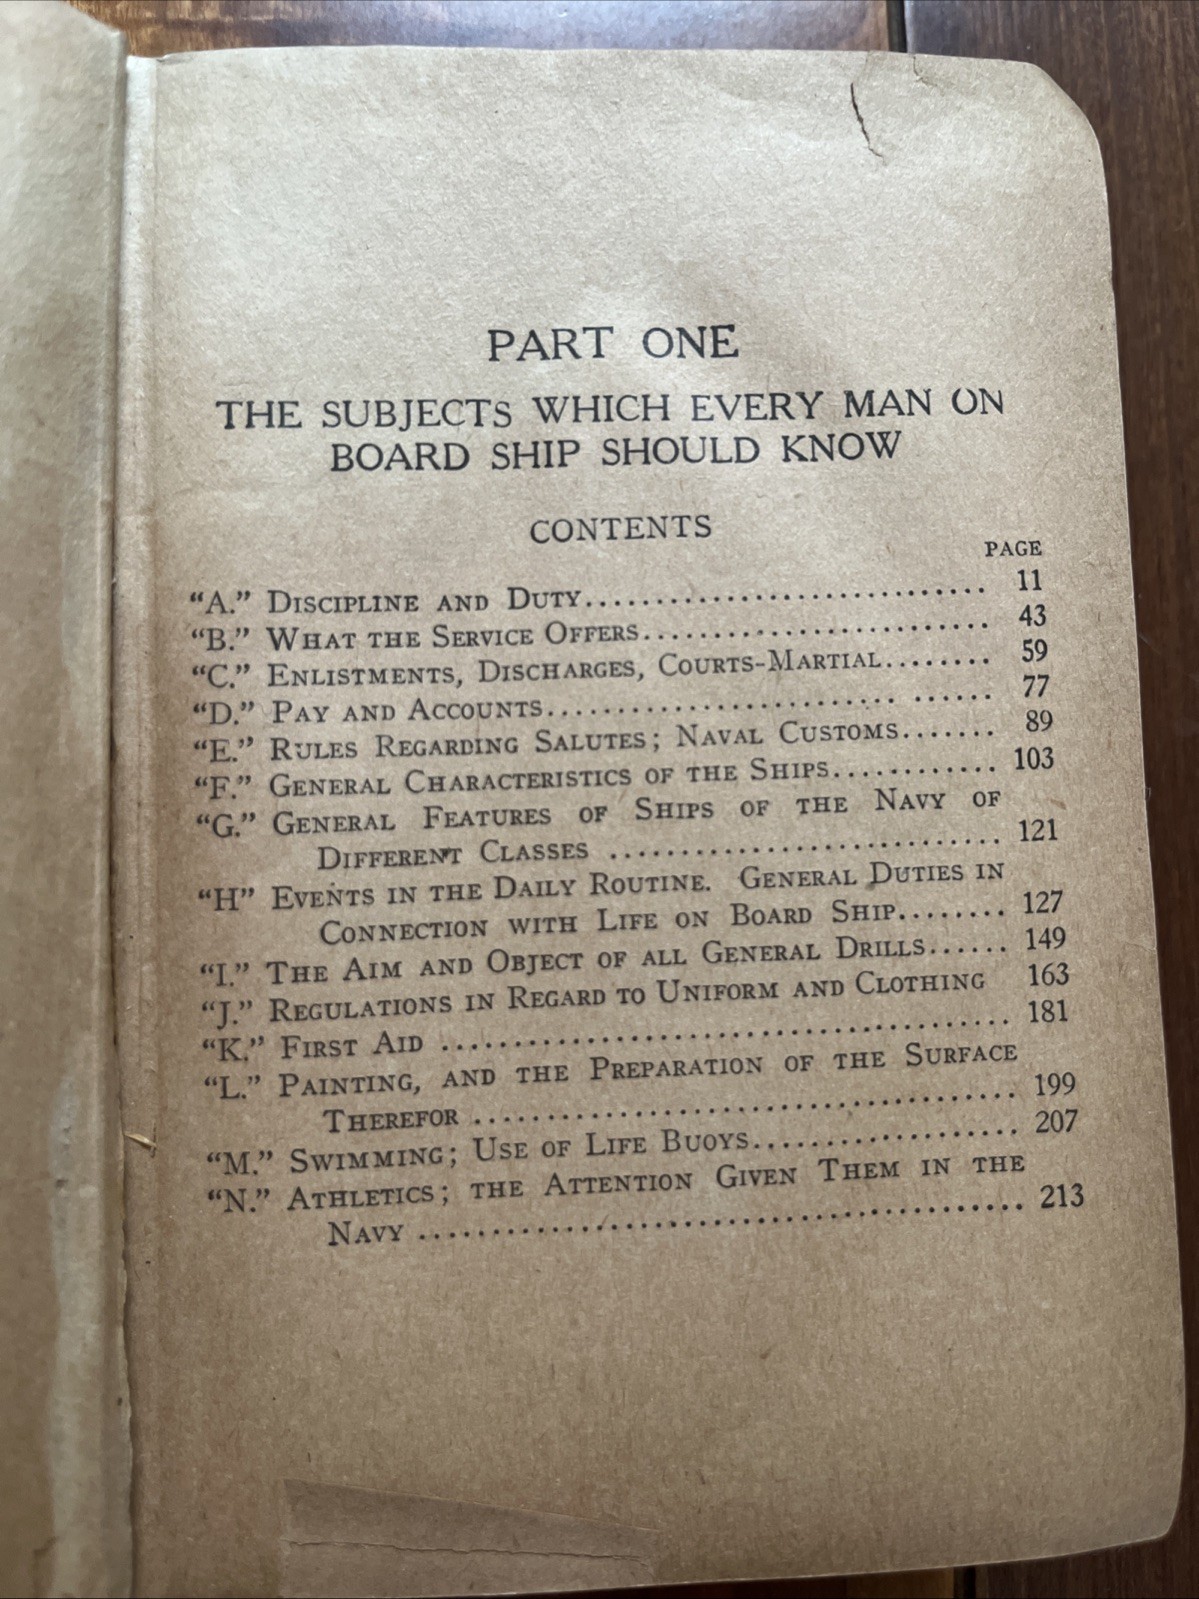 PART ONE
THE SUBJECTS WHICH EVERY MAN ON
BOARD SHIP SHOULD KNOW
CONTENTS
PAGE
“A.” DISCIPLINE AND DUTY.............................. 11
“B.” WHAT THE SERVICE OFFERS......................... 43
“C.” ENLISTMENTS, DISCHARGES, COURTS-MARTIAL........ 59
“D.” PAY AND ACCOUNTS......................... ...... 77
“E.” RULES REGARDING SALUTES; NAVAL CUSTOMS....... 89
“F.” GENERAL CHARACTERISTICS OF THE SHIPS............ 103
“G.” GENERAL FEATURES OF SHIPS OF THE NAVY OF
DIFFERENT CLASSES ............................ 121
“H” EVENTS IN THE DAILY ROUTINE. GENERAL DUTIES IN
CONNECTION WITH LIFE ON BOARD SHIP........ 127
“I.” THE AIM AND OBJECT OF ALL GENERAL DRILLS...... 149
“J.” REGULATIONS IN REGARD TO UNIFORM AND CLOTHING 163
“K.” FIRST AID ........................................ 181
“L.” PAINTING, AND THE PREPARATION OF THE SURFACE
THEREFOR ...................................... 199
“M.” SWIMMING; USE OF LIFE BUOYS................... 207
“N.” ATHLETICS; THE ATTENTION GIVEN THEM IN THE
NAVY .......................................... 213